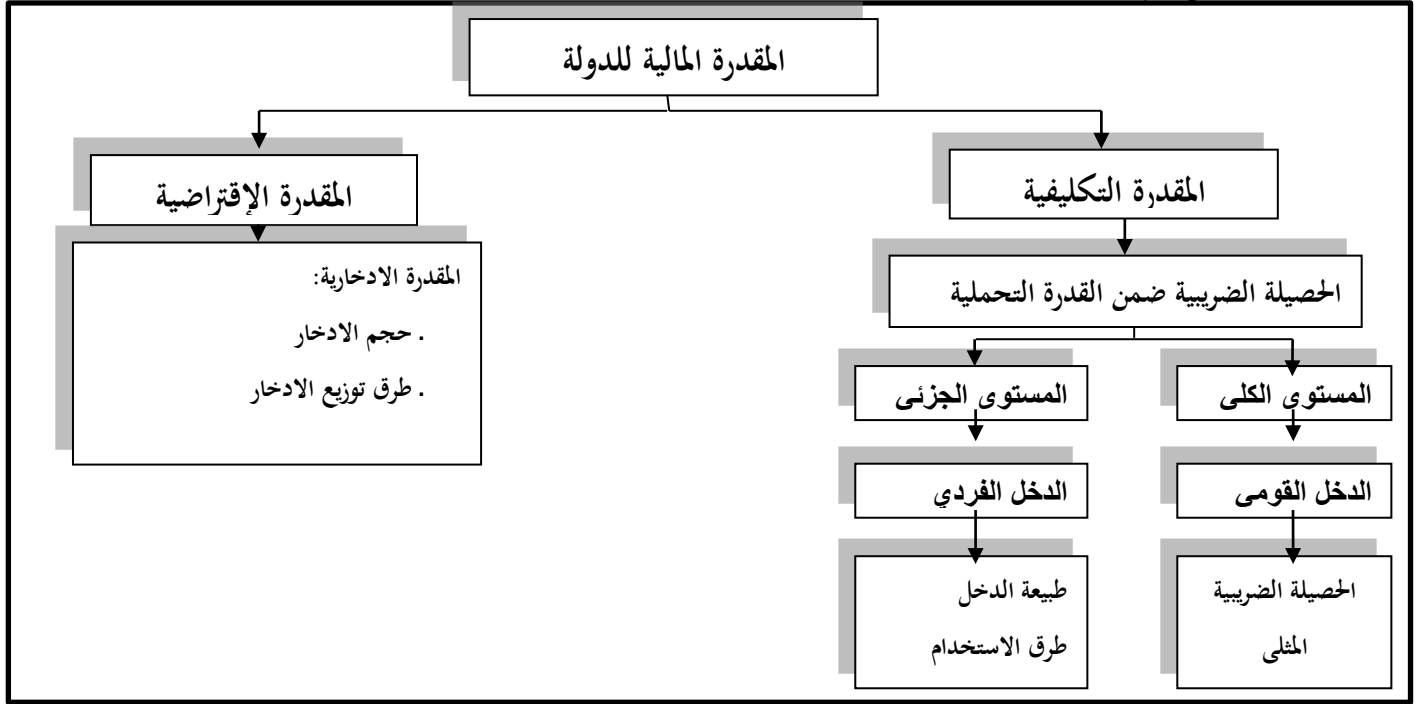 المقدرة المالية للدولة
المقدرة التكليفية
المقدرة الإقتراضية
الحصيلة الضريبية ضمن القدرة التحملية
المستوى الكلى
المستوى الجزئى
الدخل القومى
الدخل الفردي
الحصيلة الضريبية
المثلى
طبيعة الدخل
طرق الاستخدام
المقدرة الادخارية:
. حجم الادخار
. طرق توزيع الادخار